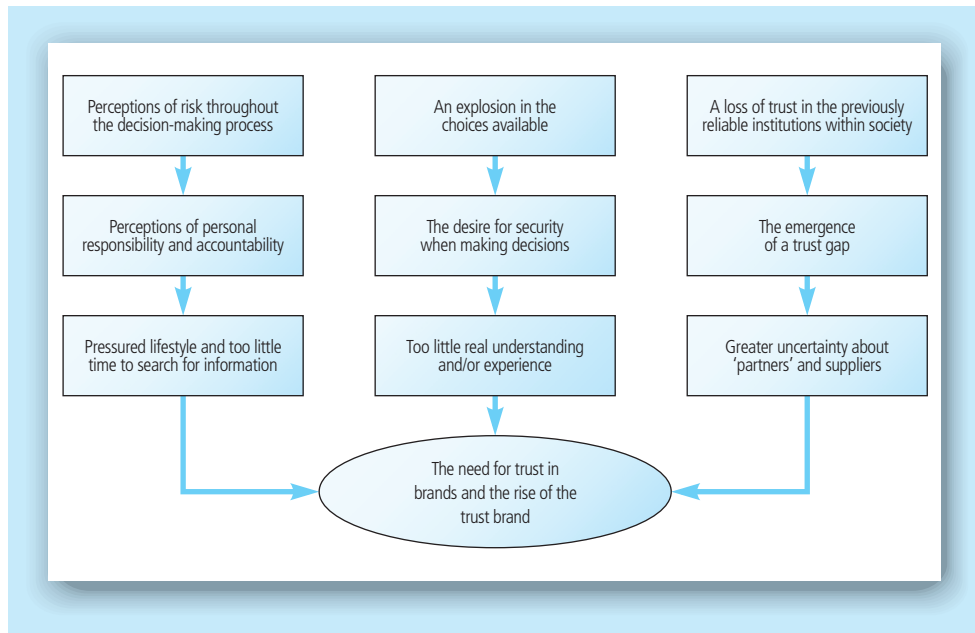 Perceptions of risk throughout
the decision-making process
An explosion in the
choices available
A loss of trust in the previously
reliable institutions within society
Perceptions of personal
responsibility and accountability
The desire for security
when making decisions
The emergence
of a trust gap
Pressured lifestyle and too little
time to search for information
Too little real understanding
and/or experience
Greater uncertainty about
‘partners’ and suppliers
The need for trust in
brands and the rise of the
trust brand